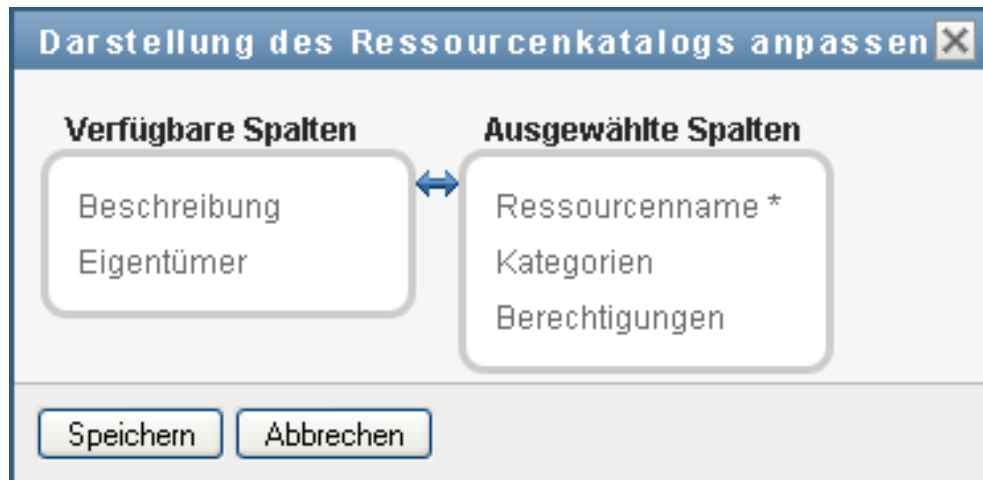 Darstellung des Ressourcenkatalogs anpassen
Verfügbare Spalten
Beschreibung
Eigentümer
Ausgewählte Spalten
Ressourcenname *
Kategorien
Berechtigungen
Speichern
Abbrechen